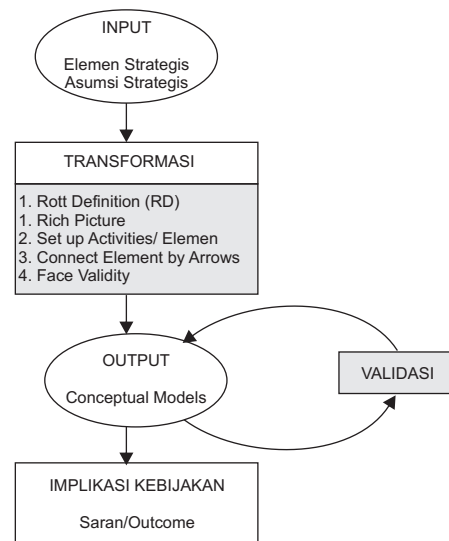 INPUT
Elemen Strategis
Asumsi Strategis
TRANSFORMASI
1. Rott Definition (RD)
1. Rich Picture
2. Set up Activities/ Elemen
3. Connect Element by Arrows
4. Face Validity
OUTPUT
Conceptual Models
VALIDASI
IMPLIKASI KEBIJAKAN
Saran/Outcome